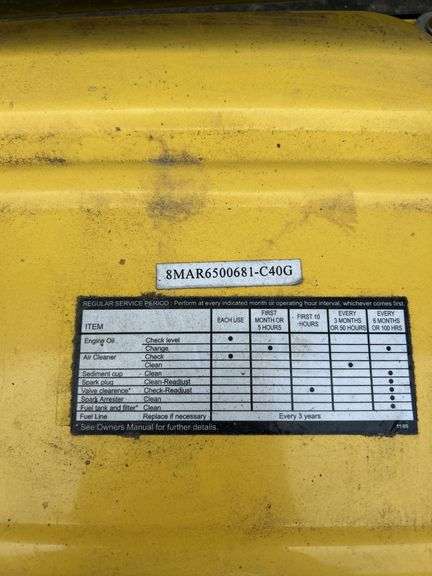 8MAR6500681-C40G
REGULAR SERVICE PERIOD : Perform at every indicated month or operating hour interval, whichever comes first.
ITEM EACH USE FIRST MONTH OR 5 HOURS FIRST 10 HOURS EVERY 3 MONTHS OR 50 HOURS EVERY 6 MONTHS OR 100 HRS
Engine Oil Check level ●
Change ● ●
Air Cleaner Check ●
Clean ●
Sediment cup Clean ●
Spark plug Clean-Readjust ●
Valve clearence* Check-Readjust ● ●
Spark Arrester Clean ●
Fuel tank and filter* Clean ●
Fuel Line Replace if necessary Every 3 years
* See Owners Manual for further details.